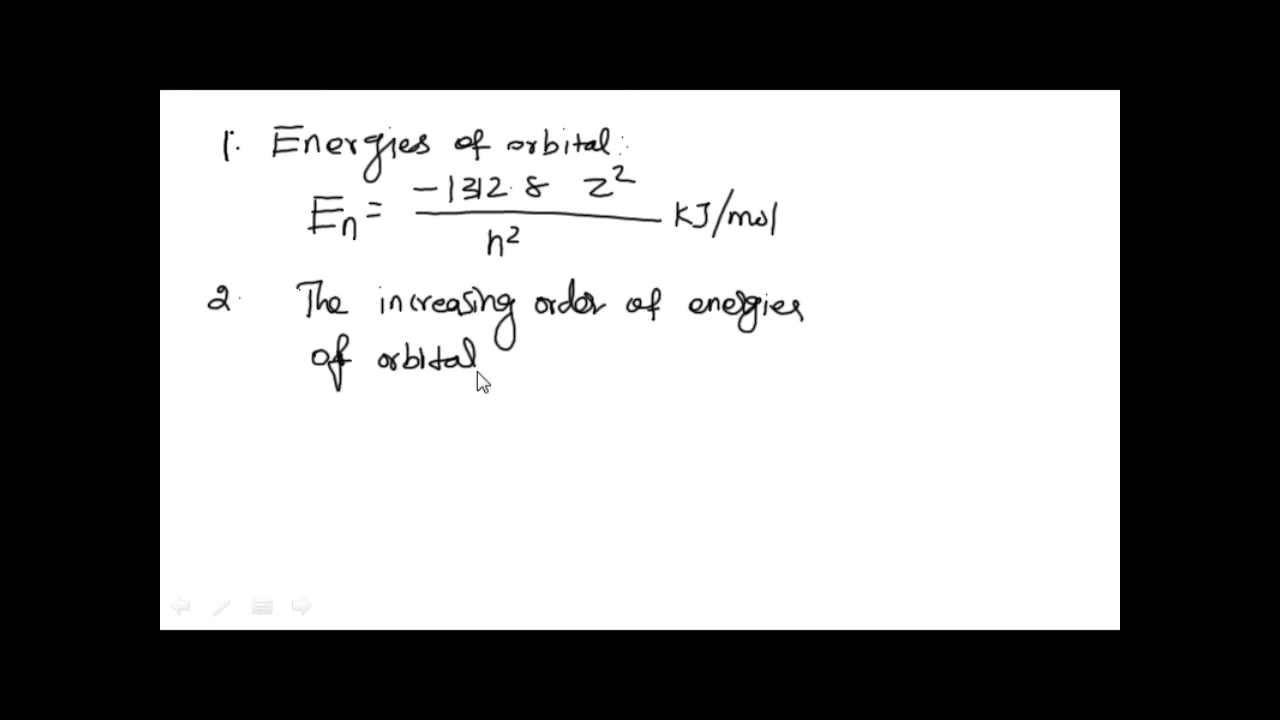 1. Energies of orbital:
En = -1312.8 Z²
n² KJ/mol
2. The increasing order of energies
of orbital